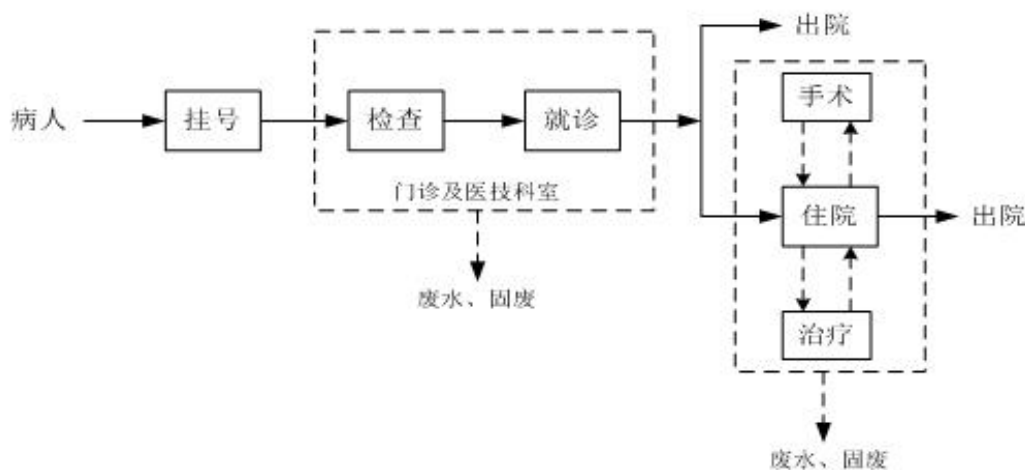 出院
手术
病人
挂号
检查
就诊
门诊及医技科室
住院
出院
废水、固废
治疗
废水、固废